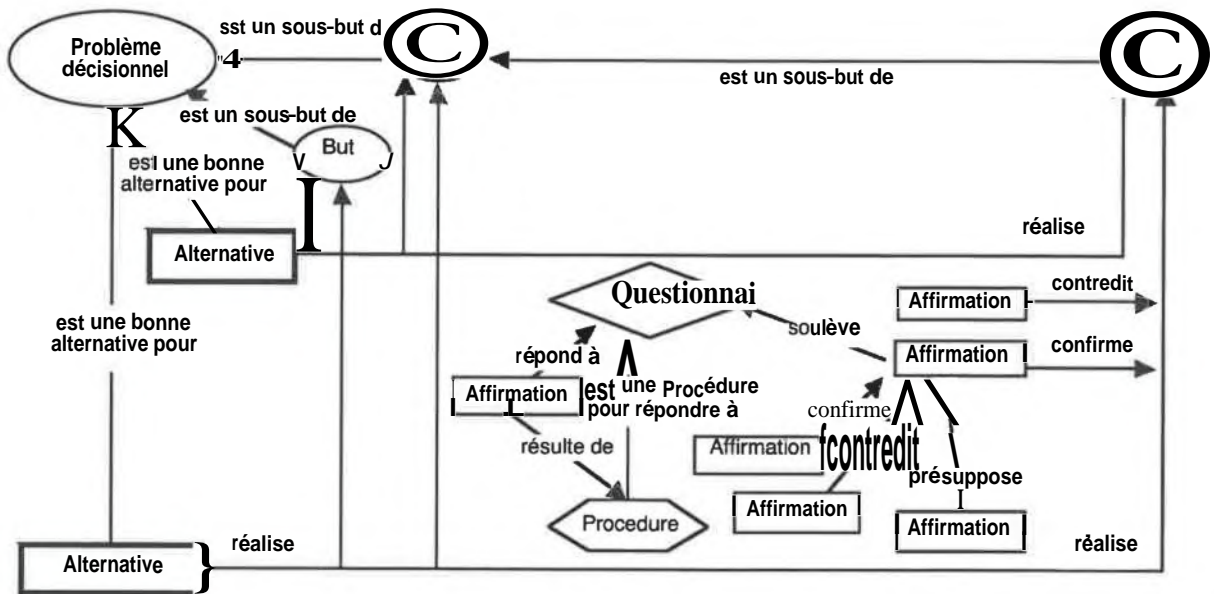 sst un sous-but d
Problème
décisionnel
"4
C
C
est un sous-but de
K
est un sous-but de
But
V J
est une bonne
alternative pour
I
Alternative
réalise
Questionnai
Affirmation
contredit
soulève
Affirmation
confirme
est une bonne
alternative pour
répond à
Affirmation
est une Procédure
pour répondre à
confirme
fcontredit
résulte de
Affirmation
présuppose
I
Affirmation
Procedure
Affirmation
Alternative
}
réalise
réalise